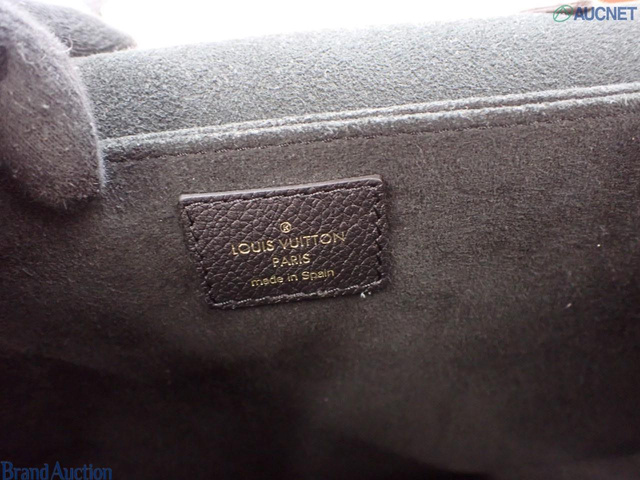 AUCNET
®
LOUIS VUITTON
PARIS
made in Spain
Brand Auction